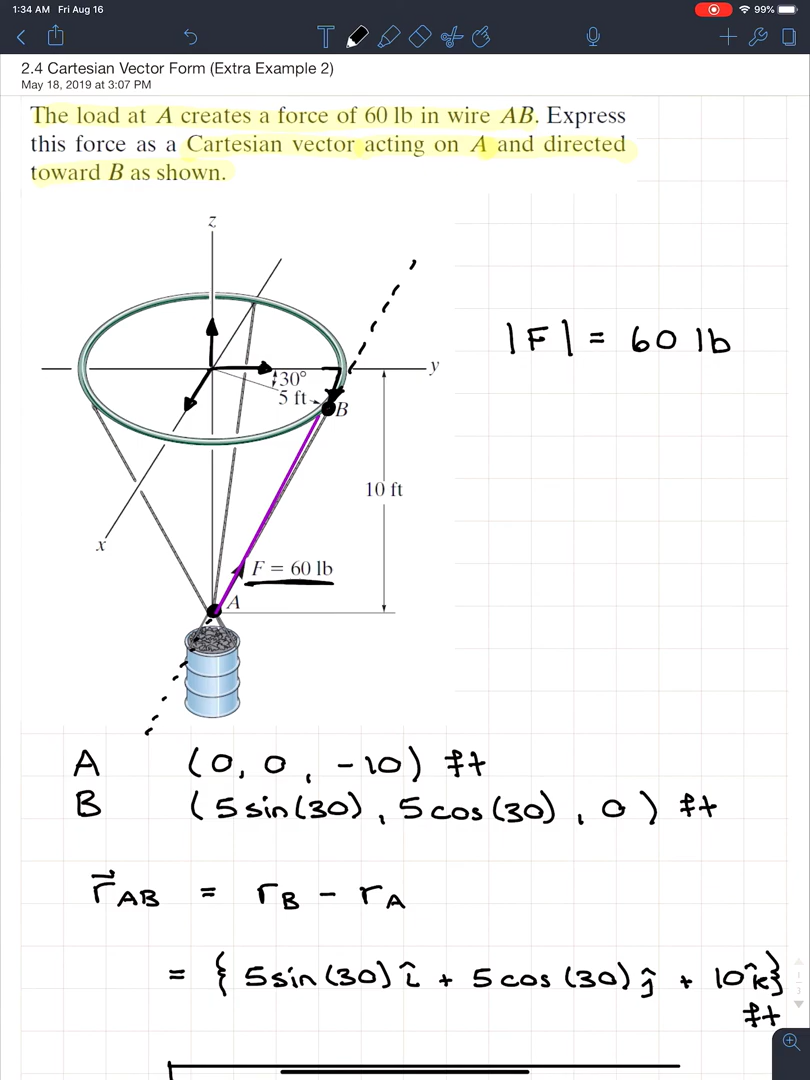 1:34 AM Fri Aug 16
99%
2.4 Cartesian Vector Form (Extra Example 2)
May 18, 2019 at 3:07 PM
The load at A creates a force of 60 lb in wire AB. Express
this force as a Cartesian vector acting on A and directed
toward B as shown.
z
|F| = 60 lb
y
30°
5 ft
B
10 ft
x
F = 60 lb
A
A (0, 0, -10) ft
B (5 sin(30), 5 cos(30), 0) ft
r⃗AB = rB - rA
= { 5 sin(30) î + 5 cos(30) ĵ + 10 k̂}
ft